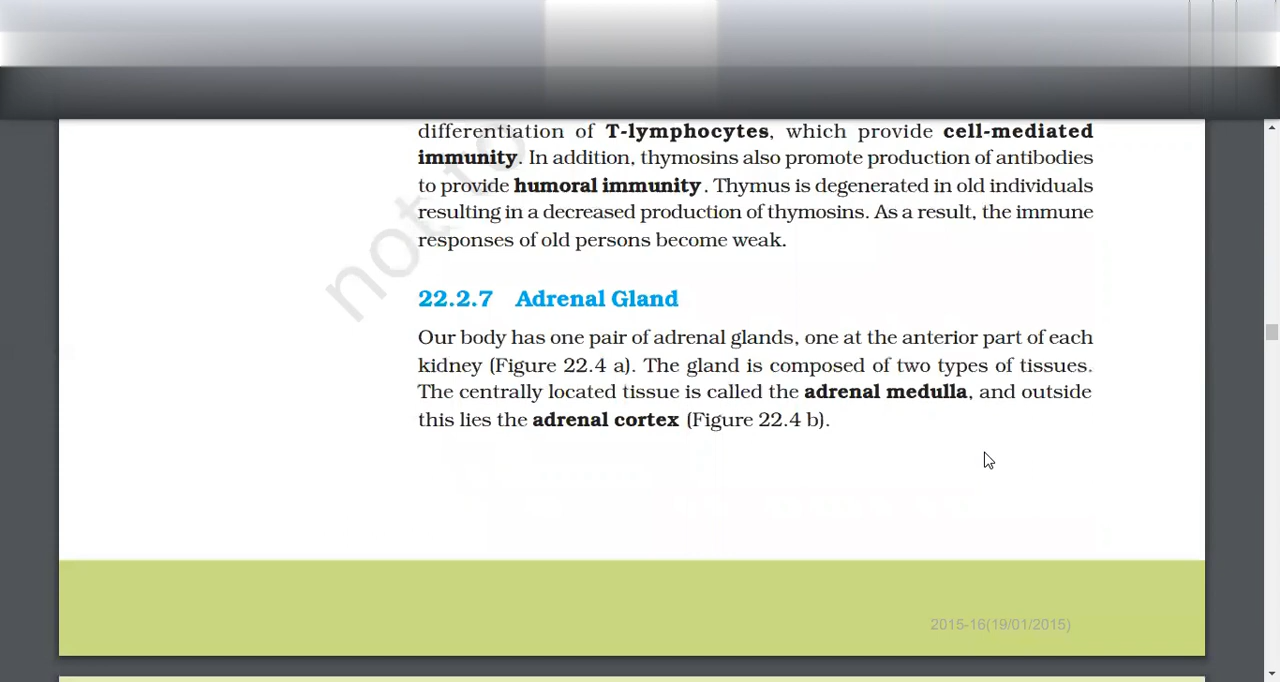 differentiation of T-lymphocytes, which provide cell-mediated
immunity. In addition, thymosins also promote production of antibodies
to provide humoral immunity. Thymus is degenerated in old individuals
resulting in a decreased production of thymosins. As a result, the immune
responses of old persons become weak.
22.2.7 Adrenal Gland
Our body has one pair of adrenal glands, one at the anterior part of each
kidney (Figure 22.4 a). The gland is composed of two types of tissues.
The centrally located tissue is called the adrenal medulla, and outside
this lies the adrenal cortex (Figure 22.4 b).
not
2015-16(19/01/2015)